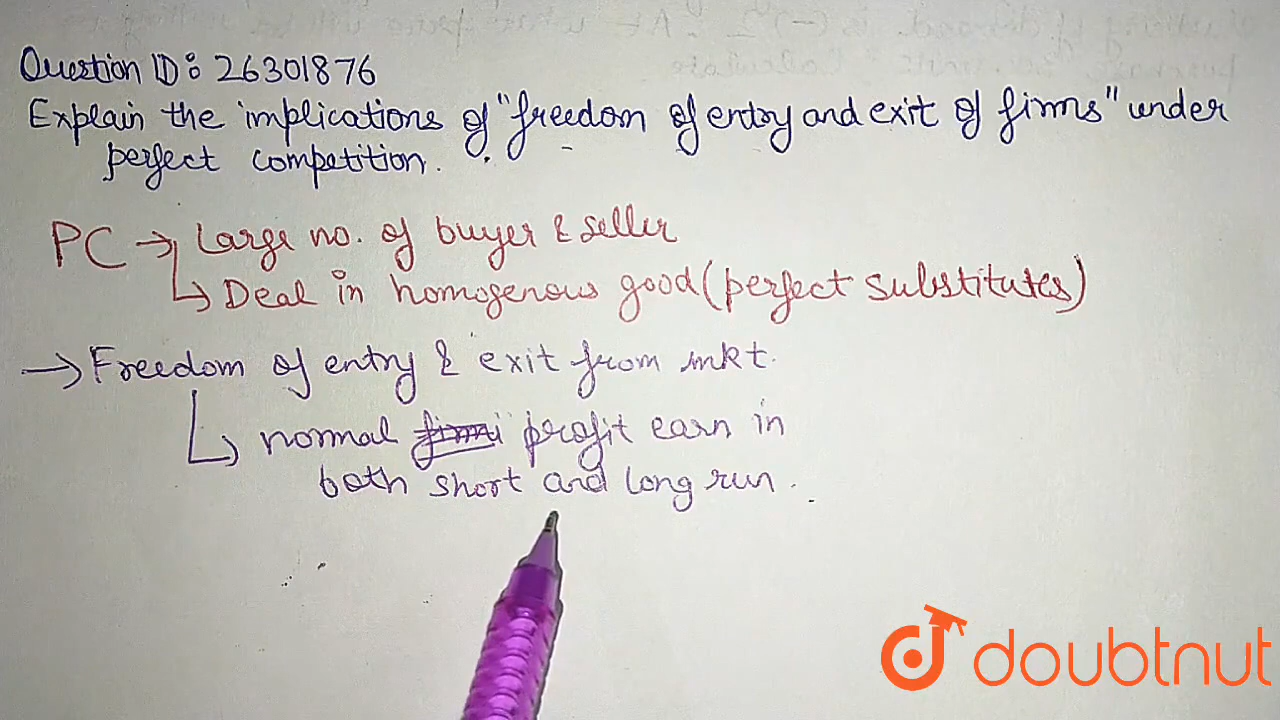 Question ID: 26301876
Explain the implications of "freedom of entry and exit of firms" under
perfect competition.
PC → Large no. of buyer & seller
↳ Deal in homogenous good (perfect substitutes)
→ Freedom of entry & exit from mkt.
↳ normal profit earn in
both short and long run.
doubtnut